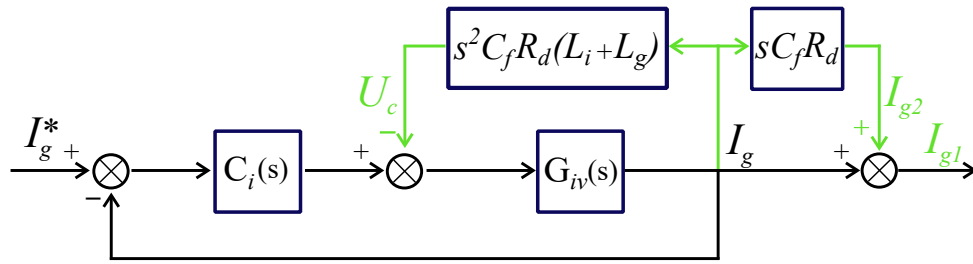 s²C_fR_d(L_i+L_g)
sC_fR_d
U_c
−
I_g2
+
I_g*
+
−
C_i(s)
+
G_iv(s)
I_g
+
I_g1